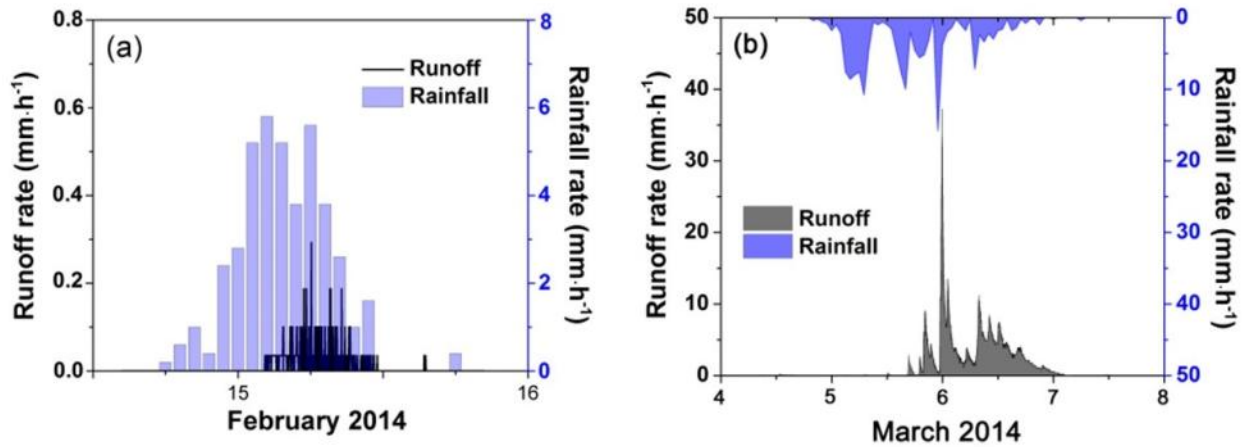 (a)
Runoff
Rainfall
Runoff rate (mm·h⁻¹)
0.8
0.6
0.4
0.2
0.0
8
6
4
2
0
Rainfall rate (mm·h⁻¹)
15
16
February 2014
(b)
Runoff
Rainfall
Runoff rate (mm·h⁻¹)
50
40
30
20
10
0
0
10
20
30
40
50
Rainfall rate (mm·h⁻¹)
4
5
6
7
8
March 2014